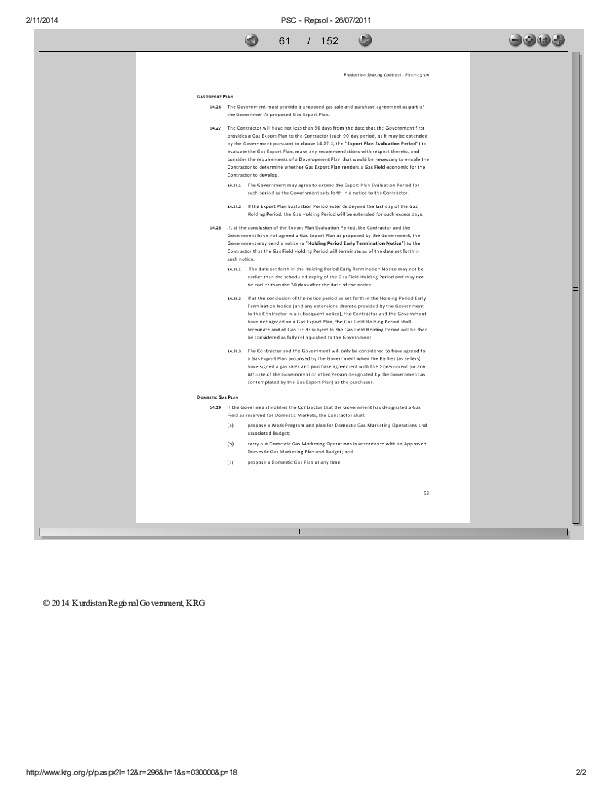 2/11/2014
PSC - Repsol - 26/07/2011
61 / 152
Production Sharing Contract -
GAS EXPORT PLAN
14.26 The Government must provide a proposed gas sale and purchase agreement as part of
the Government's proposed Gas Export Plan.
14.27 The Contractor will have not less than 90 days from the date that the Government first
provides a Gas Export Plan to the Contractor (such 90 day period, as it may be extended
by the Government pursuant to clause 14.27.1, the "Export Plan Evaluation Period") to
evaluate the Gas Export Plan, make any recommendations with respect thereto, and
consider the requirements of a Development Plan that would be necessary to enable the
Contractor to determine whether Gas Export Plan renders a Gas Field economic for the
Contractor to develop.
14.27.1 The Government may agree to extend the Export Plan Evaluation Period for
such period as the Government sets forth in a notice to the Contractor.
14.27.2 If the Export Plan Evaluation Period extends beyond the last day of the Gas
Holding Period, the Gas Holding Period will be extended for such excess days.
14.28 If, at the conclusion of the Export Plan Evaluation Period, the Contractor and the
Government have not agreed a Gas Export Plan as proposed by the Government, the
Government may send a notice (a "Holding Period Early Termination Notice") to the
Contractor that the Gas Field Holding Period will terminate as of the date set forth in
such notice.
14.28.1 The date set forth in the Holding Period Early Termination Notice may not be
earlier than the scheduled expiry of the Gas Field Holding Period and may not
be earlier than the 30 days after the date of the notice.
14.28.2 If at the conclusion of the notice period as set forth in the Holding Period Early
Termination Notice (and any extensions thereto provided by the Government
to the Contractor in a subsequent notice), the Contractor and the Government
have not agreed on a Gas Export Plan, the Gas Field Holding Period shall
terminate and all Gas Fields subject to the Gas Field Holding Period will be then
be considered as fully relinquished to the Government.
14.28.3 The Contractor and the Government will only be considered to have agreed to
a Gas Export Plan proposed by the Government when the Parties (as sellers)
have signed a gas sale and purchase agreement with the Government (or an
affiliate of the Government or other Person designated by the Government as
contemplated by the Gas Export Plan) as the purchaser.
DOMESTIC GAS PLAN
14.29 If the Government notifies the Contractor that the Government has designated a Gas
Field as reserved for Domestic Markets, the Contractor shall:
(a) propose a Work Program and plan for Domestic Gas Marketing Operations and
associated Budget;
(b) carry out Domestic Gas Marketing Operations in accordance with an Approved
Domestic Gas Marketing Plan and Budget; and
(c) propose a Domestic Gas Plan at any time
© 2014 Kurdistan Regional Government, KRG
http://www.krg.org/p/p.aspx?l=12&r=296&h=1&s=030000&p=18
2/2